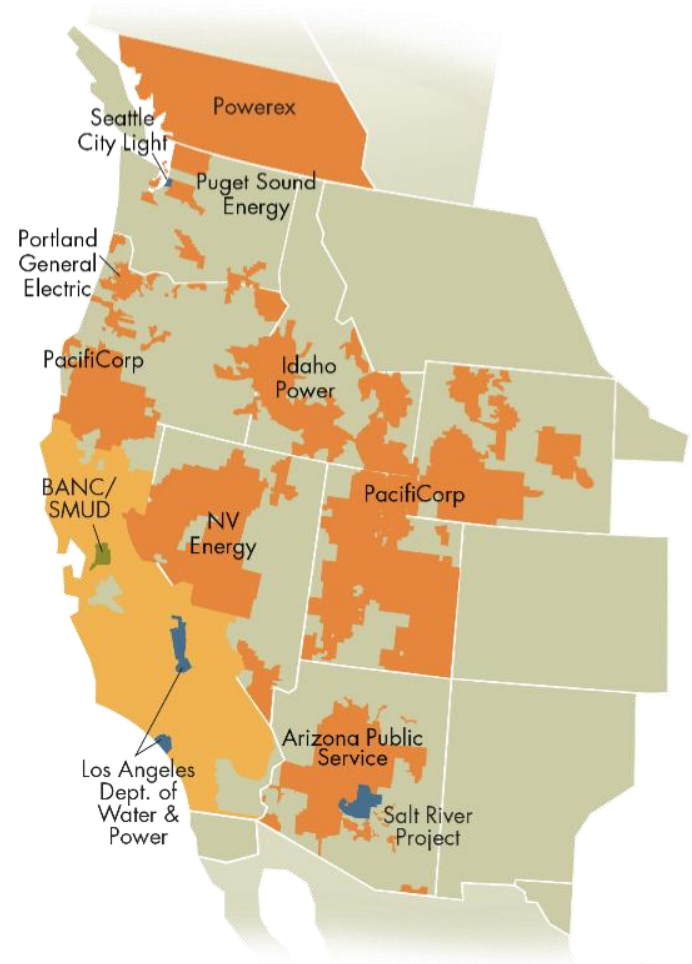 Powerex
Seattle
City Light
Puget Sound
Energy
Portland
General
Electric
PacifiCorp
Idaho
Power
BANC/
SMUD
PacifiCorp
NV
Energy
Arizona Public
Service
Los Angeles
Dept. of
Water &
Power
Salt River
Project